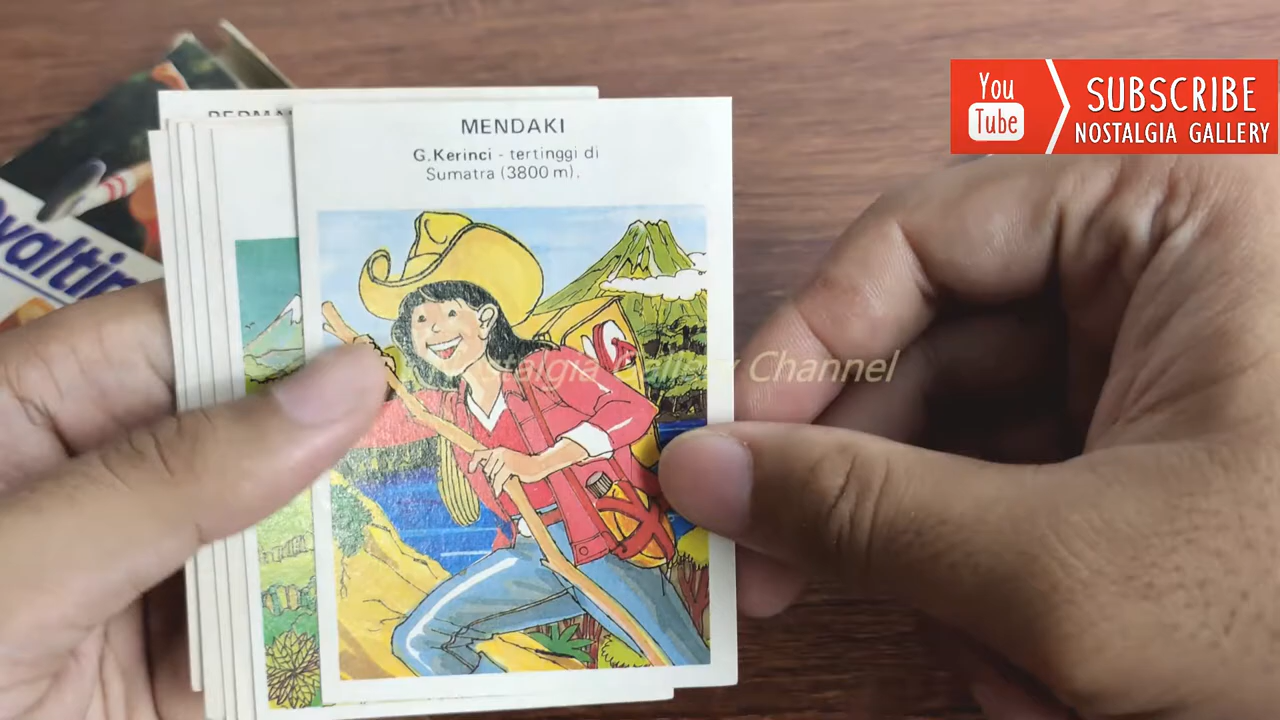 You
Tube
SUBSCRIBE
NOSTALGIA GALLERY
MENDAKI
G.Kerinci - tertinggi di
Sumatra (3800 m).
Nostalgia Gallery Channel